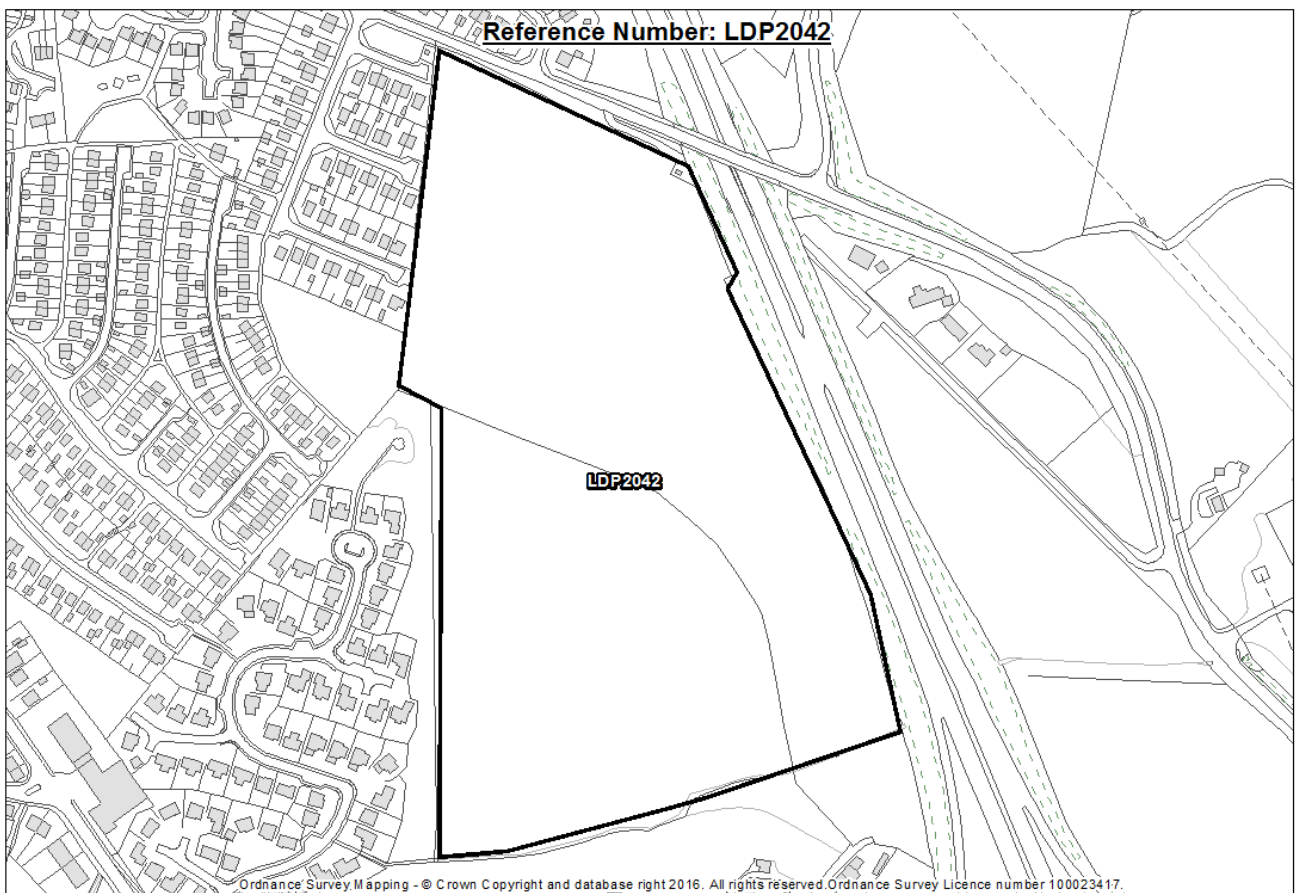 Reference Number: LDP2042
LDP2042
Ordnance Survey Mapping - © Crown Copyright and database right 2016. All rights reserved.Ordnance Survey Licence number 100023417.